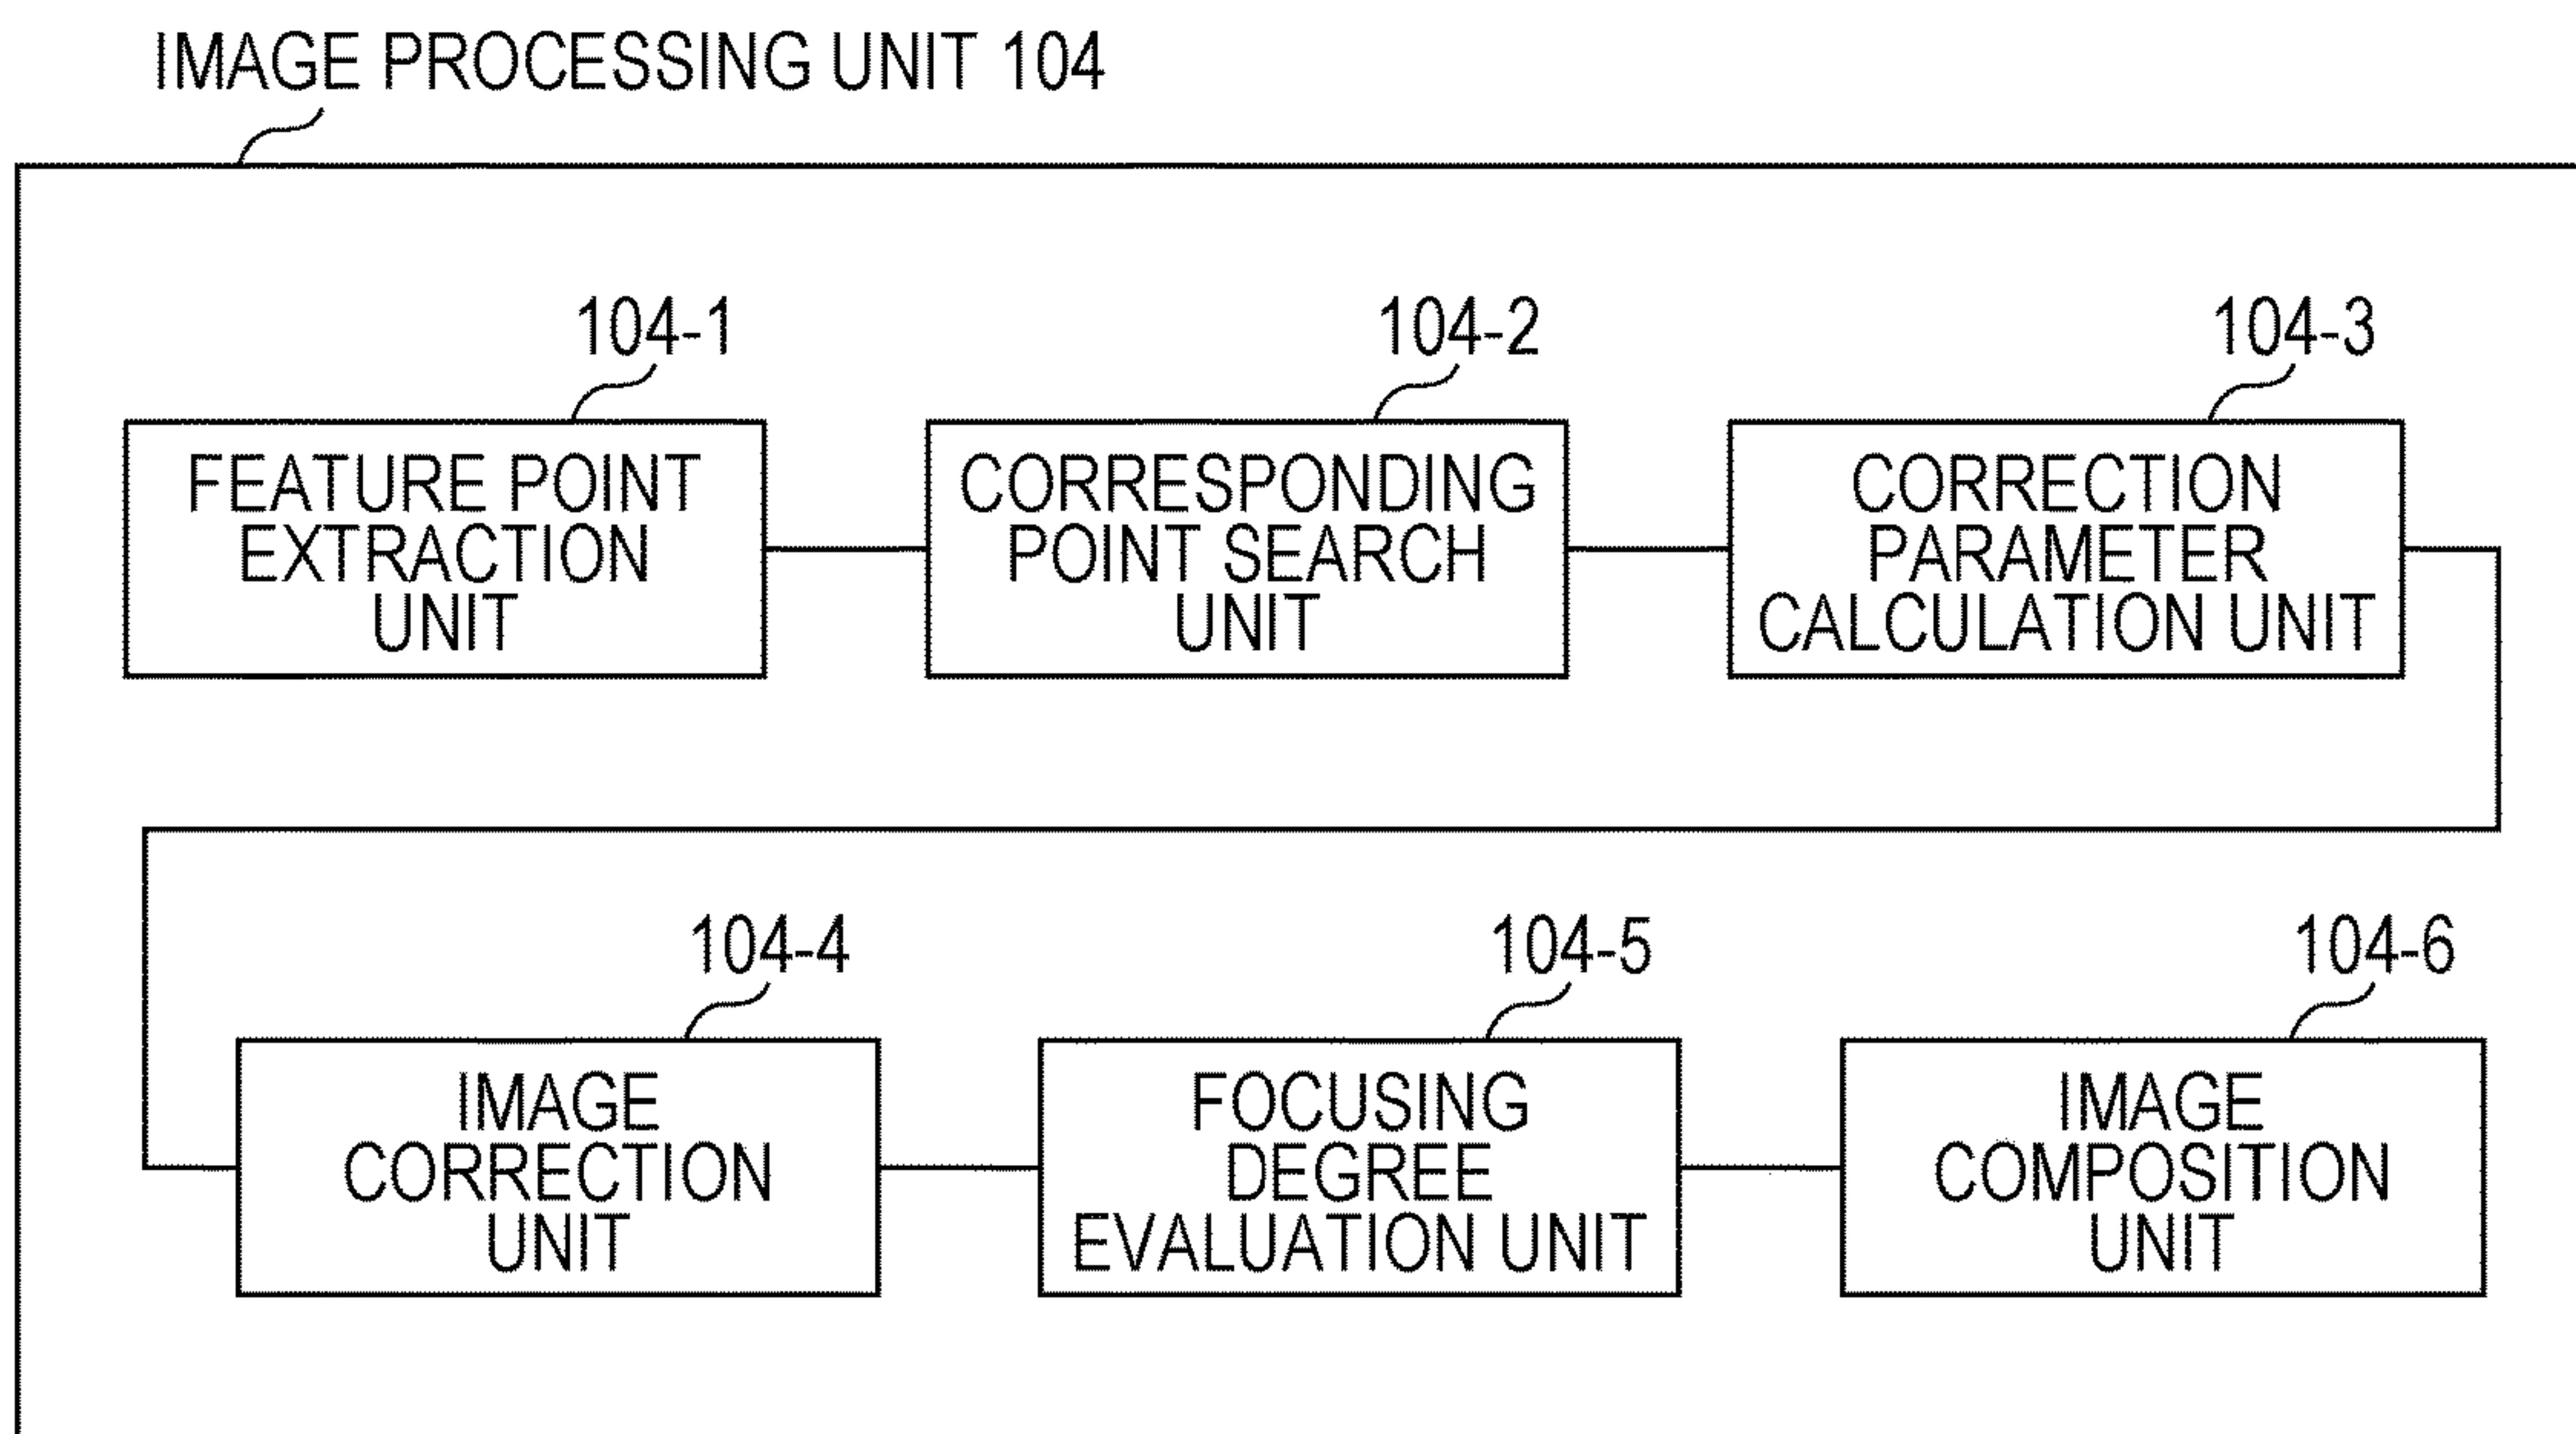 IMAGE PROCESSING UNIT 104
104-1
104-2
104-3
FEATURE POINT
EXTRACTION
UNIT
CORRESPONDING
POINT SEARCH
UNIT
CORRECTION
PARAMETER
CALCULATION UNIT
104-4
104-5
104-6
IMAGE
CORRECTION
UNIT
FOCUSING
DEGREE
EVALUATION UNIT
IMAGE
COMPOSITION
UNIT